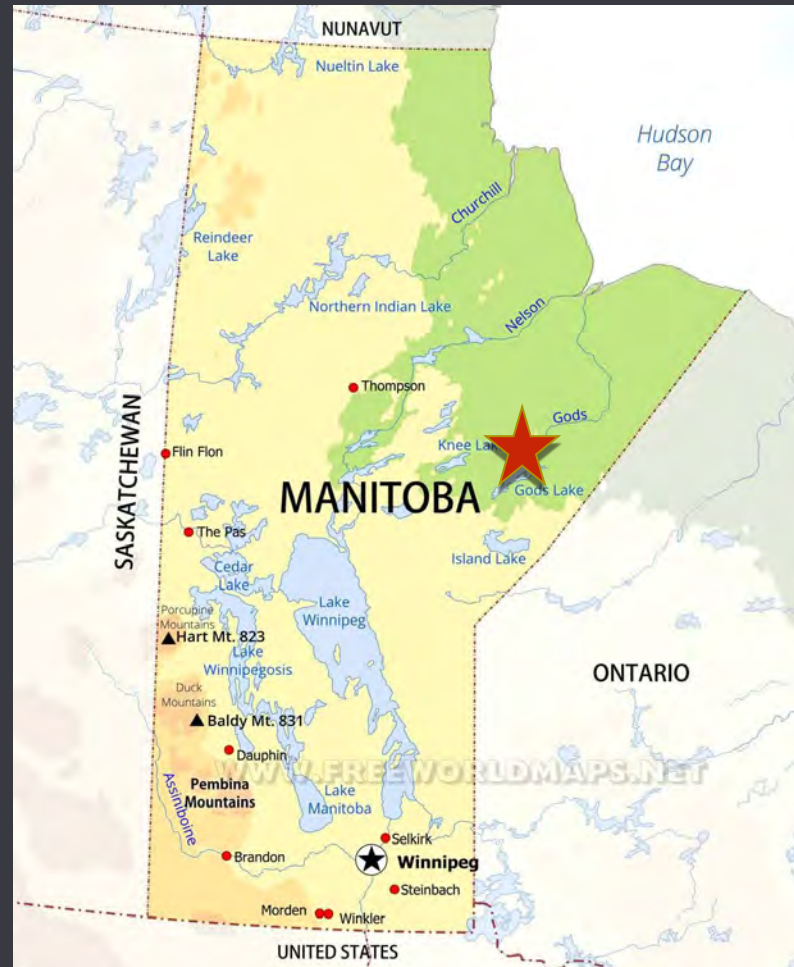 NUNAVUT
Nueltin Lake
Hudson
Bay
Churchill
Reindeer
Lake
Northern Indian Lake
Nelson
Thompson
Gods
SASKATCHEWAN
Flin Flon
Knee
Gods Lake
MANITOBA
The Pas
Island Lake
Cedar
Lake
Lake
Winnipeg
Porcupine
Mountains
Hart Mt. 823
Lake
Winnipegosis
ONTARIO
Duck
Mountains
Baldy Mt. 831
Dauphin
WWW.FREEWORLDMAPS.NET
Pembina
Mountains
Lake
Manitoba
Assiniboine
Selkirk
Brandon
Winnipeg
Steinbach
Morden
Winkler
UNITED STATES